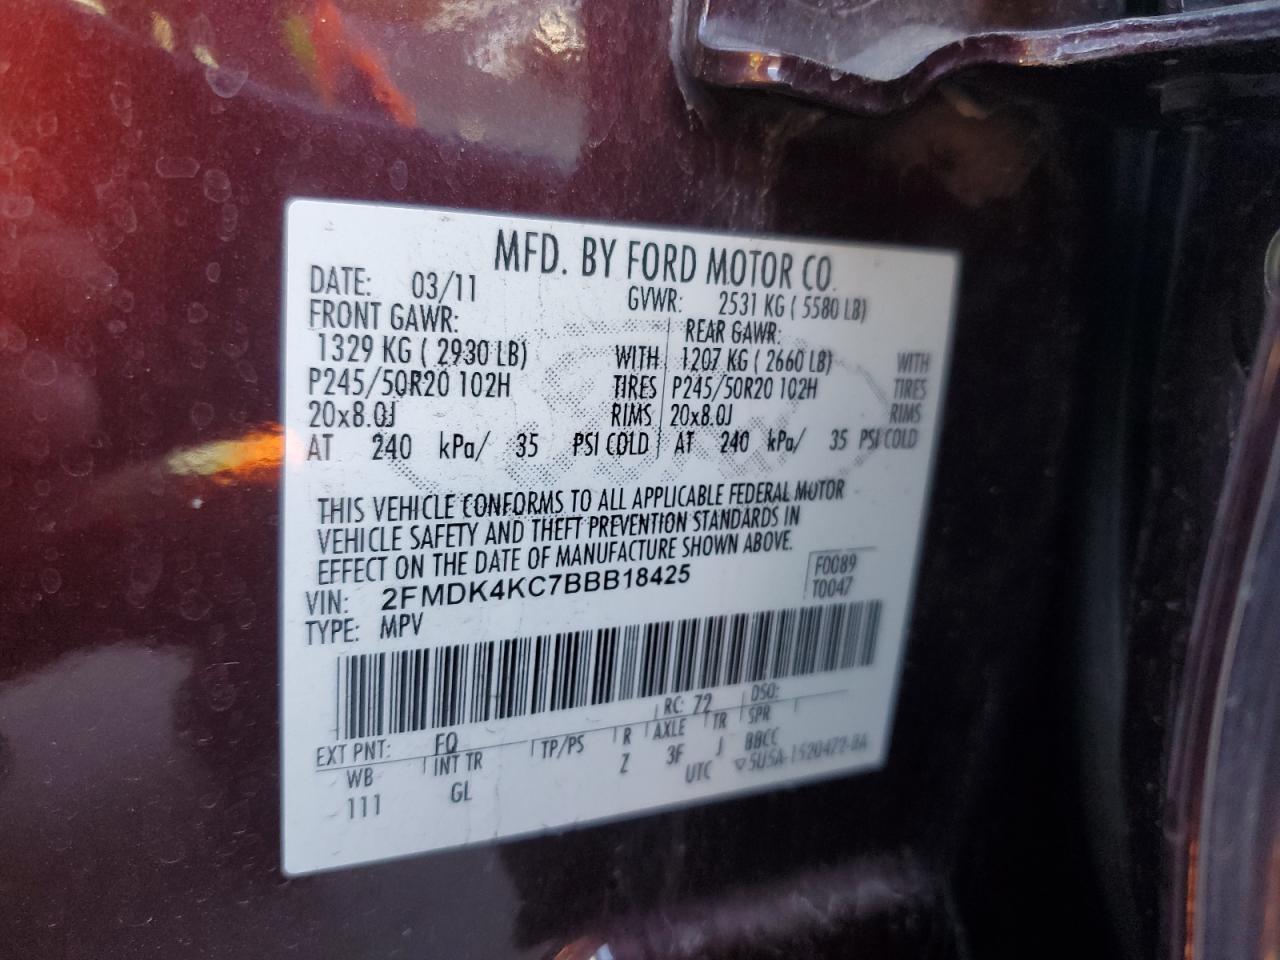 MFD. BY FORD MOTOR CO.
DATE: 03/11 GVWR: 2531 KG ( 5580 LB)
FRONT GAWR: REAR GAWR:
1329 KG ( 2930 LB) WITH 1207 KG ( 2660 LB) WITH
P245/50R20 102H TIRES P245/50R20 102H TIRES
20x8.0J RIMS 20x8.0J RIMS
AT 240 kPa/ 35 PSI COLD AT 240 kPa/ 35 PSI COLD
THIS VEHICLE CONFORMS TO ALL APPLICABLE FEDERAL MOTOR
VEHICLE SAFETY AND THEFT PREVENTION STANDARDS IN
EFFECT ON THE DATE OF MANUFACTURE SHOWN ABOVE.
VIN: 2FMDK4KC7BBB18425 F0089
TYPE: MPV T0047
EXT PNT: FQ RC: 72 DSO:
WB INT TR TP/PS R AXLE TR SPR
111 GL Z 3F J BBCC
UTC ▽5U5A-1520472-BA